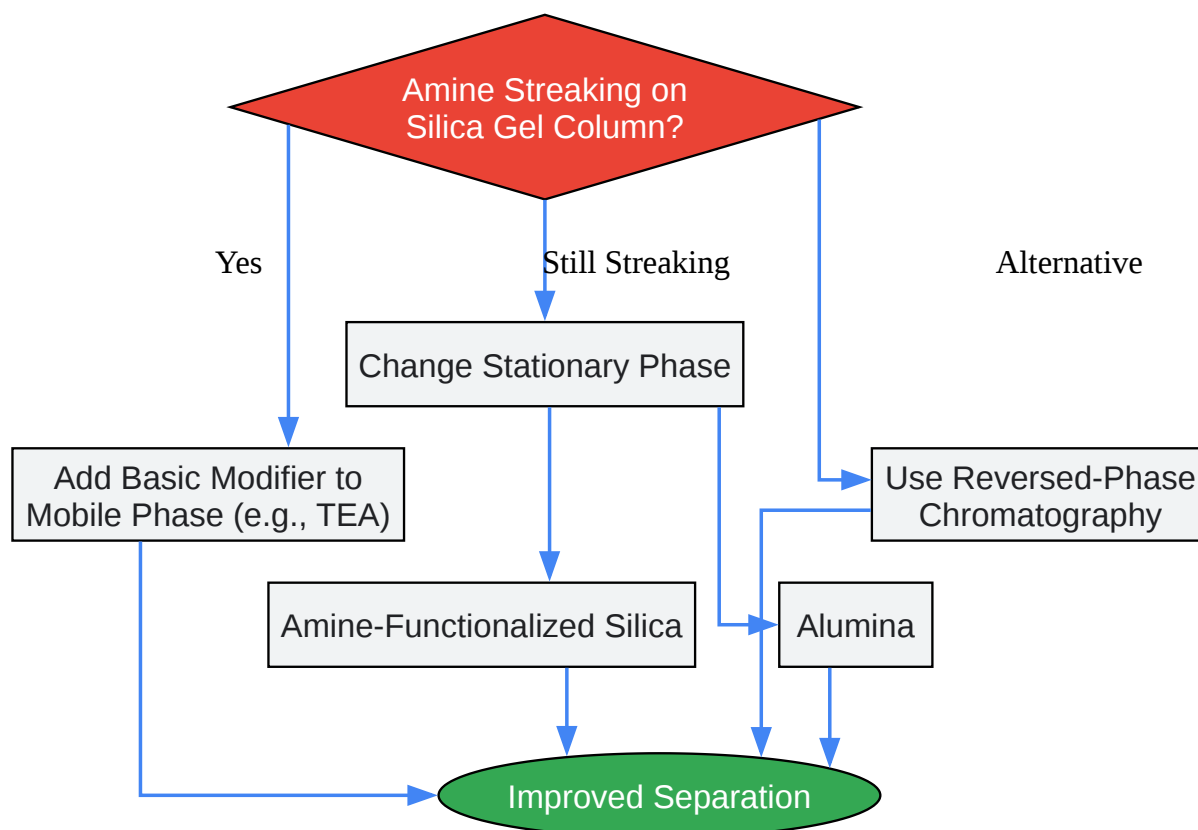 Amine Streaking on
Silica Gel Column?
Yes
Still Streaking
Alternative
Change Stationary Phase
Add Basic Modifier to
Mobile Phase (e.g., TEA)
Use Reversed-Phase
Chromatography
Amine-Functionalized Silica
Alumina
Improved Separation